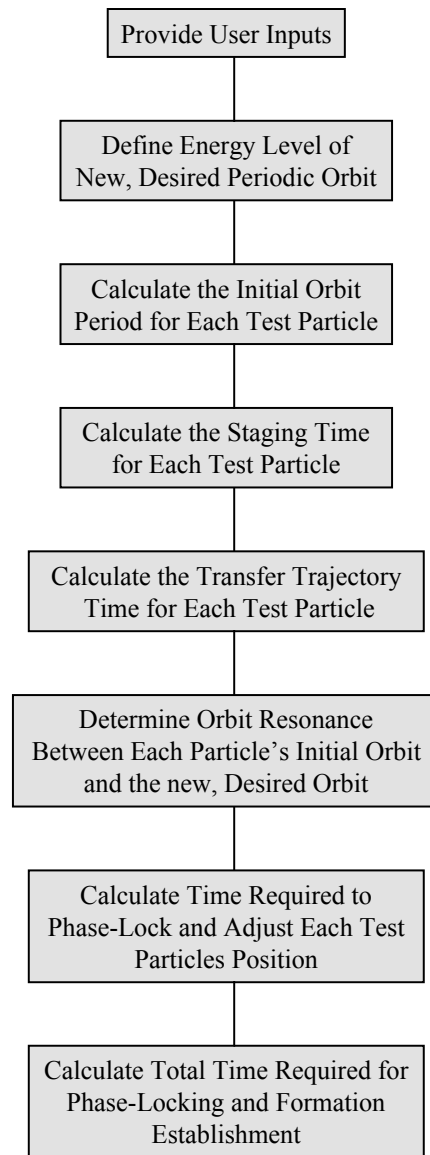 Provide User Inputs
Define Energy Level of
New, Desired Periodic Orbit
Calculate the Initial Orbit
Period for Each Test Particle
Calculate the Staging Time
for Each Test Particle
Calculate the Transfer Trajectory
Time for Each Test Particle
Determine Orbit Resonance
Between Each Particle’s Initial Orbit
and the new, Desired Orbit
Calculate Time Required to
Phase-Lock and Adjust Each Test
Particles Position
Calculate Total Time Required for
Phase-Locking and Formation
Establishment